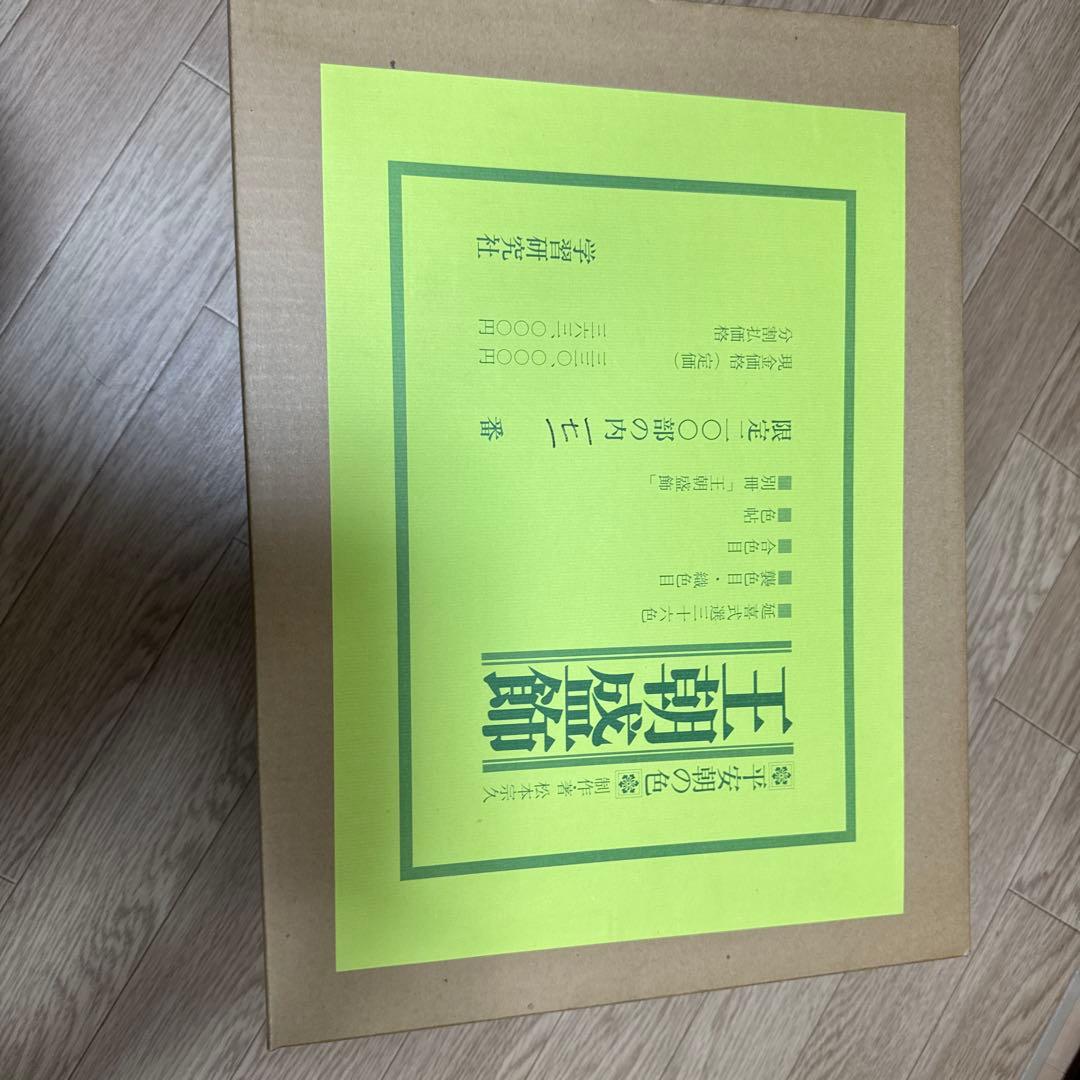 平安朝の色
制作・著 松本宗久
王朝盛飾
■延喜式選三十六色
■襲色目・織色目
■合色目
■色帖
■別冊「王朝盛飾」
限定二〇〇部の内 一七一 番
現金価格(定価) 三三〇、〇〇〇円
分割払価格 三六三、〇〇〇円
学習研究社